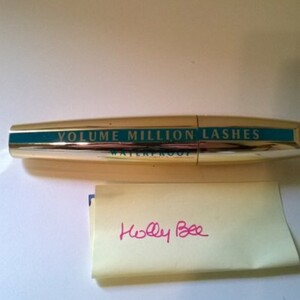 VOLUME MILLION LASHES
WATERPROOF
Holly Bee